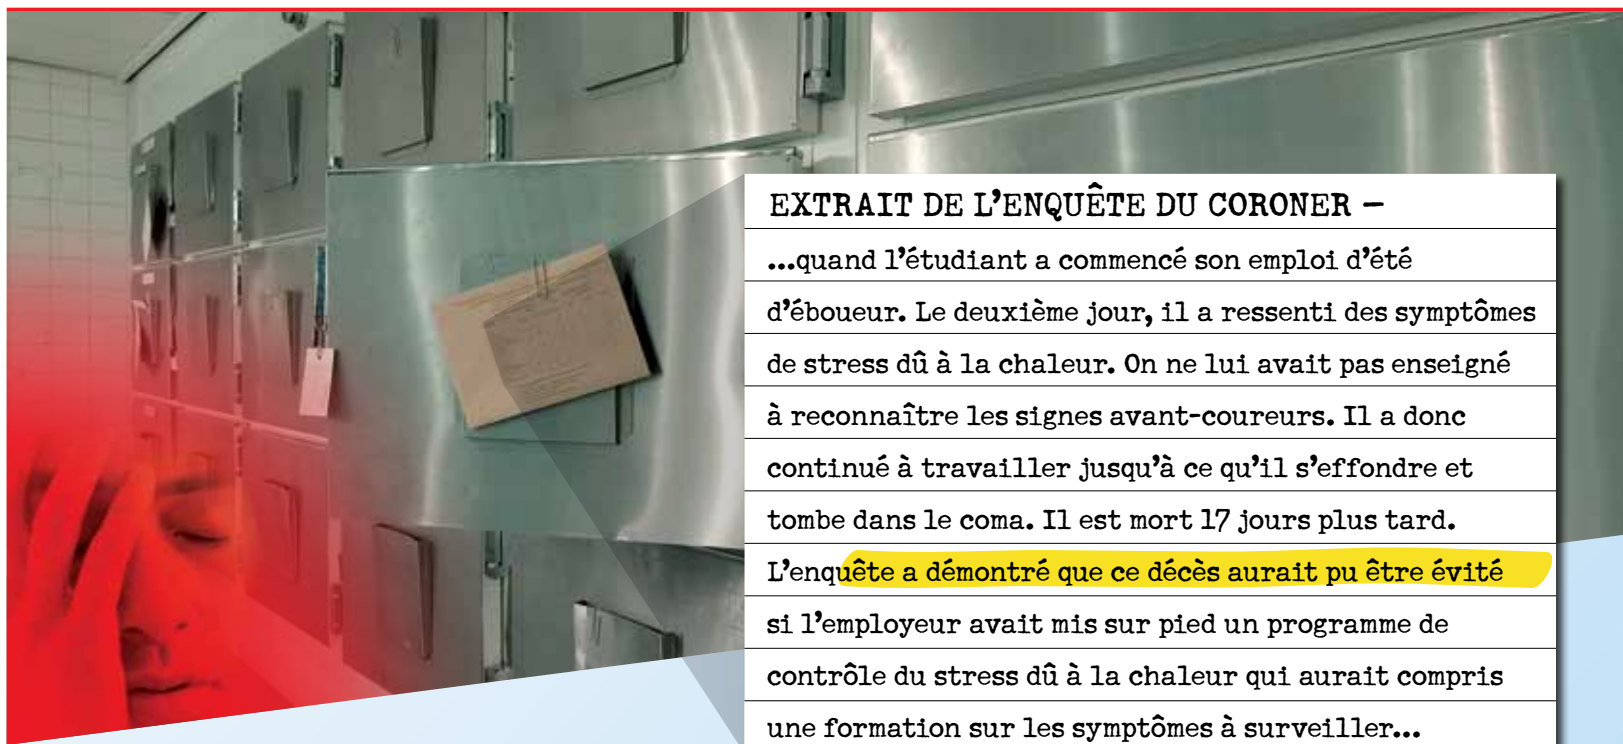 EXTRAIT DE L’ENQUÊTE DU CORONER –
...quand l’étudiant a commencé son emploi d’été
d’éboueur. Le deuxième jour, il a ressenti des symptômes
de stress dû à la chaleur. On ne lui avait pas enseigné
à reconnaître les signes avant-coureurs. Il a donc
continué à travailler jusqu’à ce qu’il s’effondre et
tombe dans le coma. Il est mort 17 jours plus tard.
L’enquête a démontré que ce décès aurait pu être évité
si l’employeur avait mis sur pied un programme de
contrôle du stress dû à la chaleur qui aurait compris
une formation sur les symptômes à surveiller...